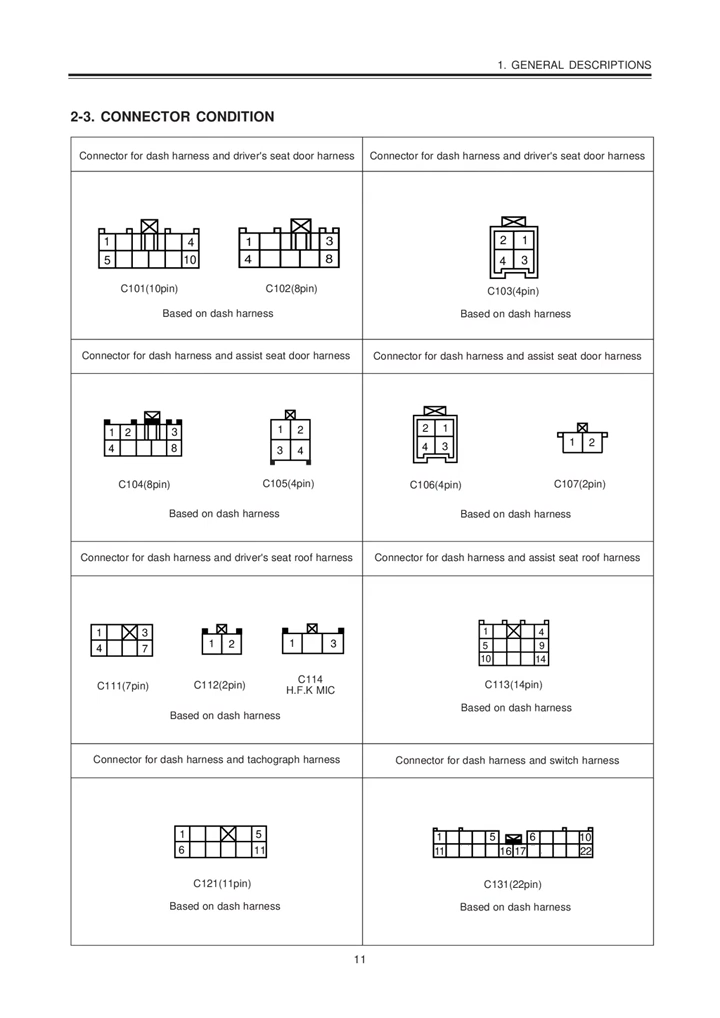 1. GENERAL DESCRIPTIONS
2-3. CONNECTOR CONDITION
Connector for dash harness and driver's seat door harness
Connector for dash harness and driver's seat door harness
1 4
5 10
1 3
4 8
2 1
4 3
C101(10pin)
C102(8pin)
C103(4pin)
Based on dash harness
Based on dash harness
Connector for dash harness and assist seat door harness
Connector for dash harness and assist seat door harness
1 2 3
4 8
1 2
3 4
2 1
4 3
1 2
C104(8pin)
C105(4pin)
C106(4pin)
C107(2pin)
Based on dash harness
Based on dash harness
Connector for dash harness and driver's seat roof harness
Connector for dash harness and assist seat roof harness
1 3
4 7
1 2
1 3
1 4
5 9
10 14
C111(7pin)
C112(2pin)
C114
H.F.K MIC
C113(14pin)
Based on dash harness
Based on dash harness
Connector for dash harness and tachograph harness
Connector for dash harness and switch harness
1 5
6 11
1 5 6 10
11 16 17 22
C121(11pin)
C131(22pin)
Based on dash harness
Based on dash harness
11